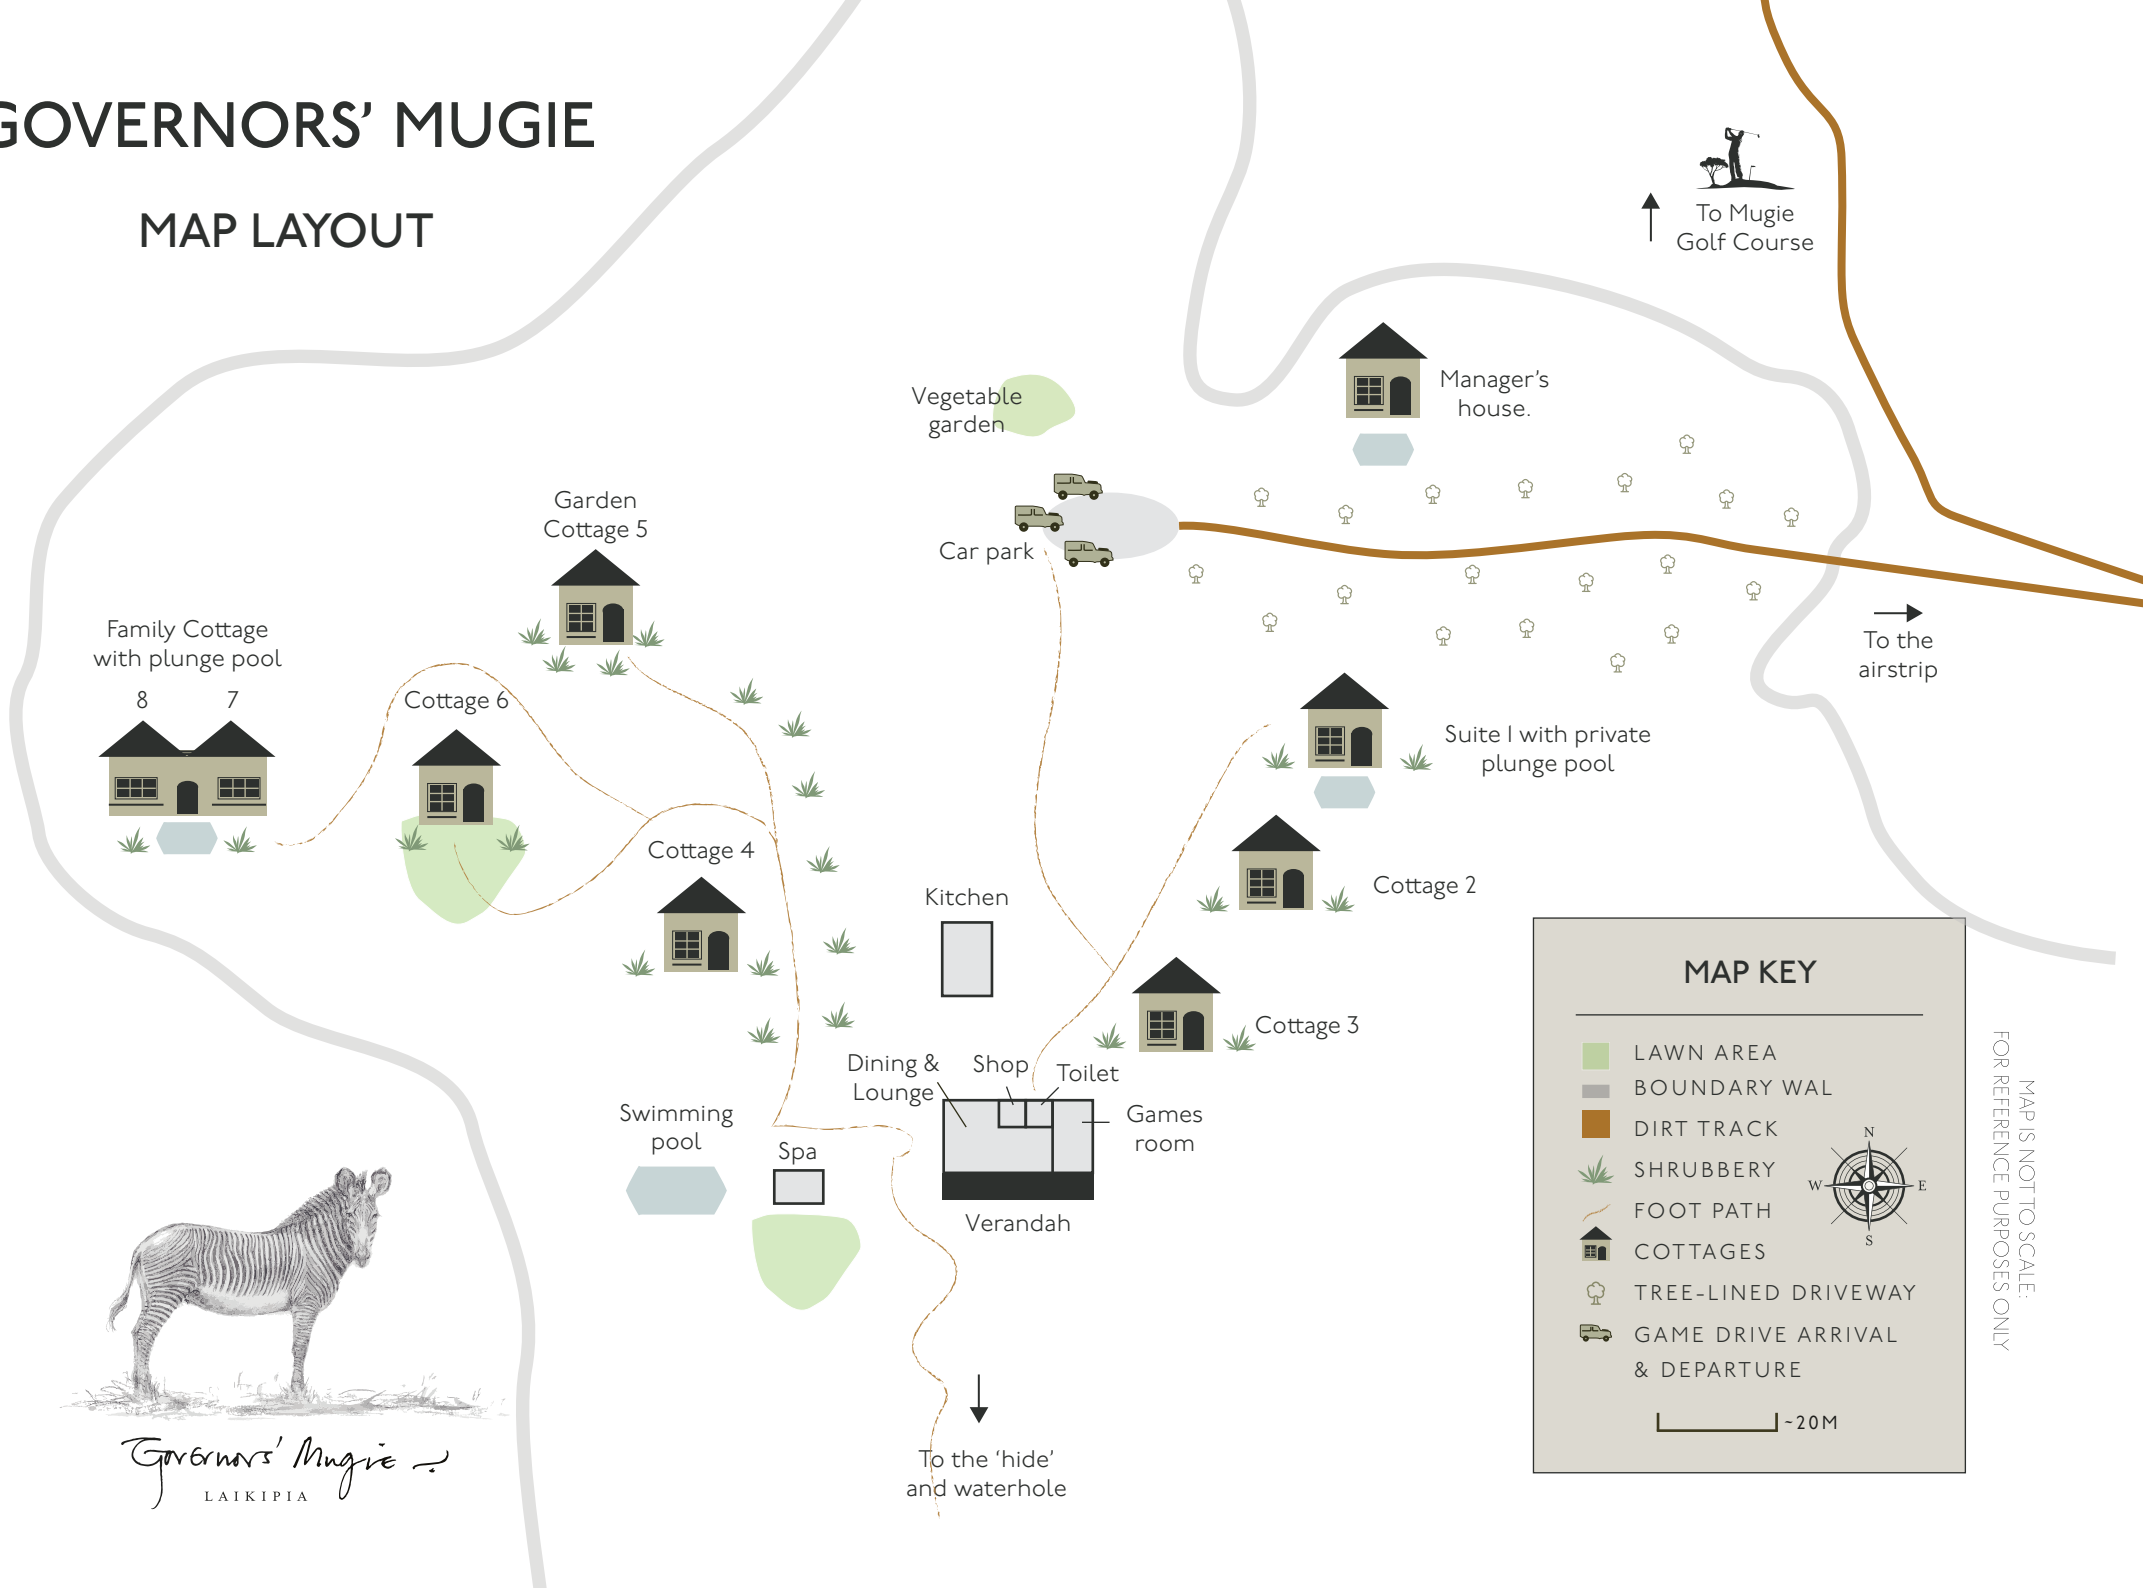 GOVERNORS’ MUGIE
MAP LAYOUT
To Mugie
Golf Course
Manager’s
house.
Vegetable
garden
Car park
Garden
Cottage 5
To the
airstrip
Family Cottage
with plunge pool
8
7
Cottage 6
Suite 1 with private
plunge pool
Cottage 4
Cottage 2
Kitchen
Cottage 3
Dining &
Lounge
Shop
Toilet
Games
room
Swimming
pool
Spa
Verandah
To the ‘hide’
and waterhole
MAP KEY
LAWN AREA
BOUNDARY WAL
DIRT TRACK
SHRUBBERY
FOOT PATH
COTTAGES
TREE-LINED DRIVEWAY
GAME DRIVE ARRIVAL
& DEPARTURE
~20M
N
W
E
S
MAP IS NOT TO SCALE:
FOR REFERENCE PURPOSES ONLY
Governors’ Mugie
LAIKIPIA